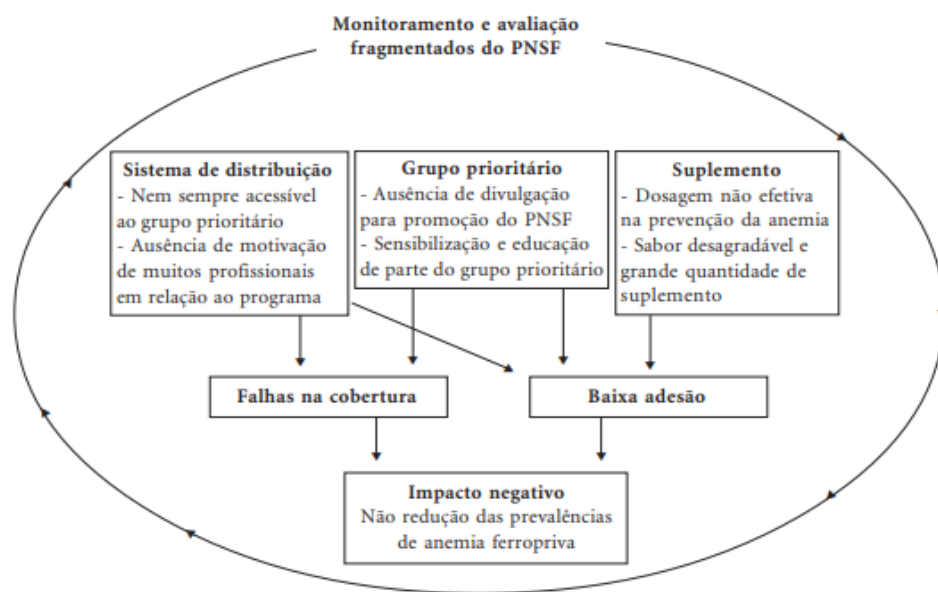 Monitoramento e avaliação
fragmentados do PNSF
Sistema de distribuição
- Nem sempre acessível
ao grupo prioritário
- Ausência de motivação
de muitos profissionais
em relação ao programa
Grupo prioritário
- Ausência de divulgação
para promoção do PNSF
- Sensibilização e educação
de parte do grupo prioritário
Suplemento
- Dosagem não efetiva
na prevenção da anemia
- Sabor desagradável e
grande quantidade de
suplemento
Falhas na cobertura
Baixa adesão
Impacto negativo
Não redução das prevalências
de anemia ferropriva